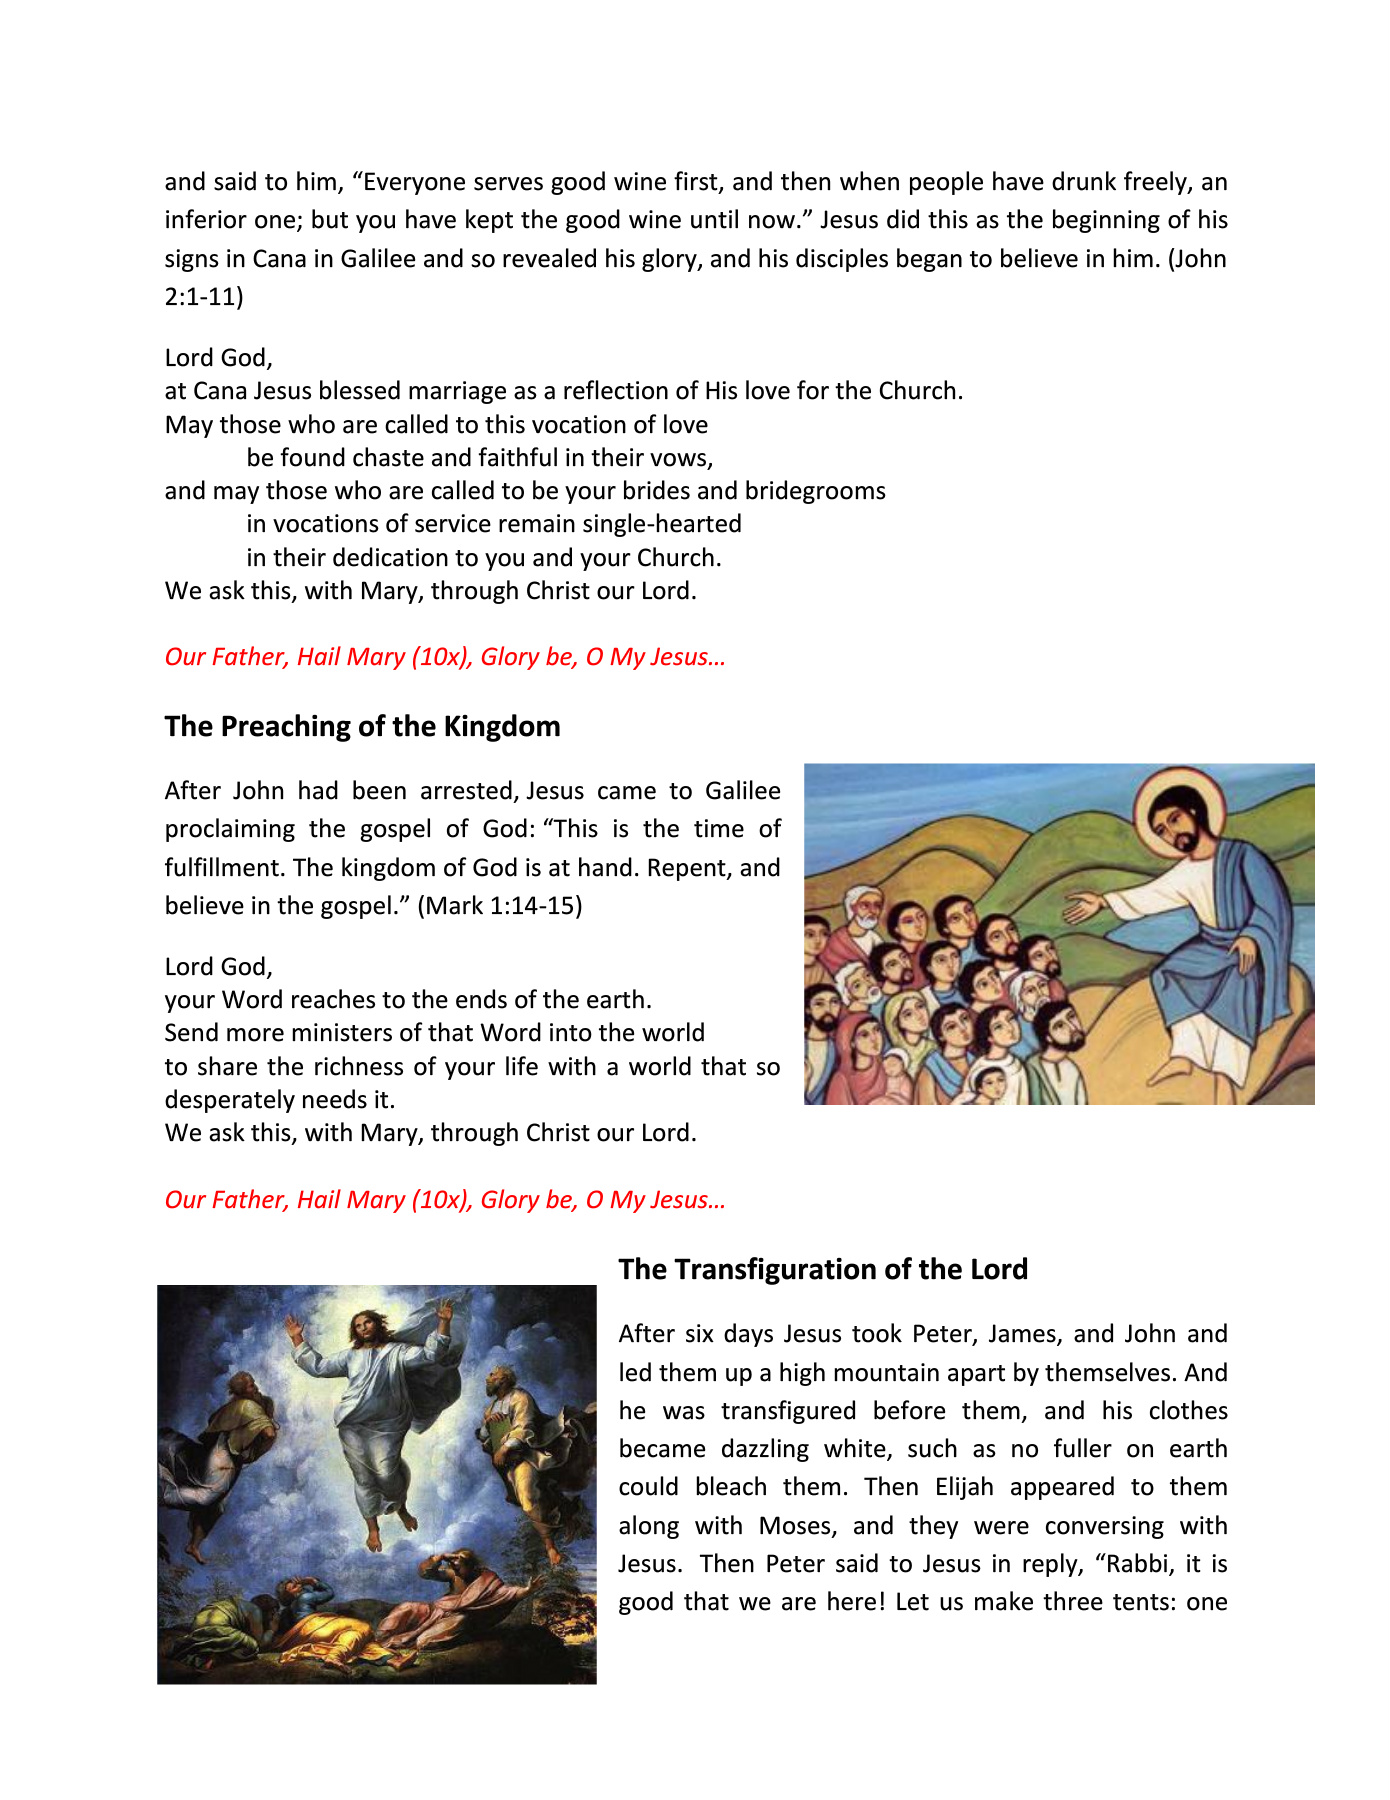 and said to him, “Everyone serves good wine first, and then when people have drunk freely, an
inferior one; but you have kept the good wine until now.” Jesus did this as the beginning of his
signs in Cana in Galilee and so revealed his glory, and his disciples began to believe in him. (John
2:1-11)
Lord God,
at Cana Jesus blessed marriage as a reflection of His love for the Church.
May those who are called to this vocation of love
be found chaste and faithful in their vows,
and may those who are called to be your brides and bridegrooms
in vocations of service remain single-hearted
in their dedication to you and your Church.
We ask this, with Mary, through Christ our Lord.
Our Father, Hail Mary (10x), Glory be, O My Jesus...
The Preaching of the Kingdom
After John had been arrested, Jesus came to Galilee
proclaiming the gospel of God: “This is the time of
fulfillment. The kingdom of God is at hand. Repent, and
believe in the gospel.” (Mark 1:14-15)
Lord God,
your Word reaches to the ends of the earth.
Send more ministers of that Word into the world
to share the richness of your life with a world that so
desperately needs it.
We ask this, with Mary, through Christ our Lord.
Our Father, Hail Mary (10x), Glory be, O My Jesus...
The Transfiguration of the Lord
After six days Jesus took Peter, James, and John and
led them up a high mountain apart by themselves. And
he was transfigured before them, and his clothes
became dazzling white, such as no fuller on earth
could bleach them. Then Elijah appeared to them
along with Moses, and they were conversing with
Jesus. Then Peter said to Jesus in reply, “Rabbi, it is
good that we are here! Let us make three tents: one